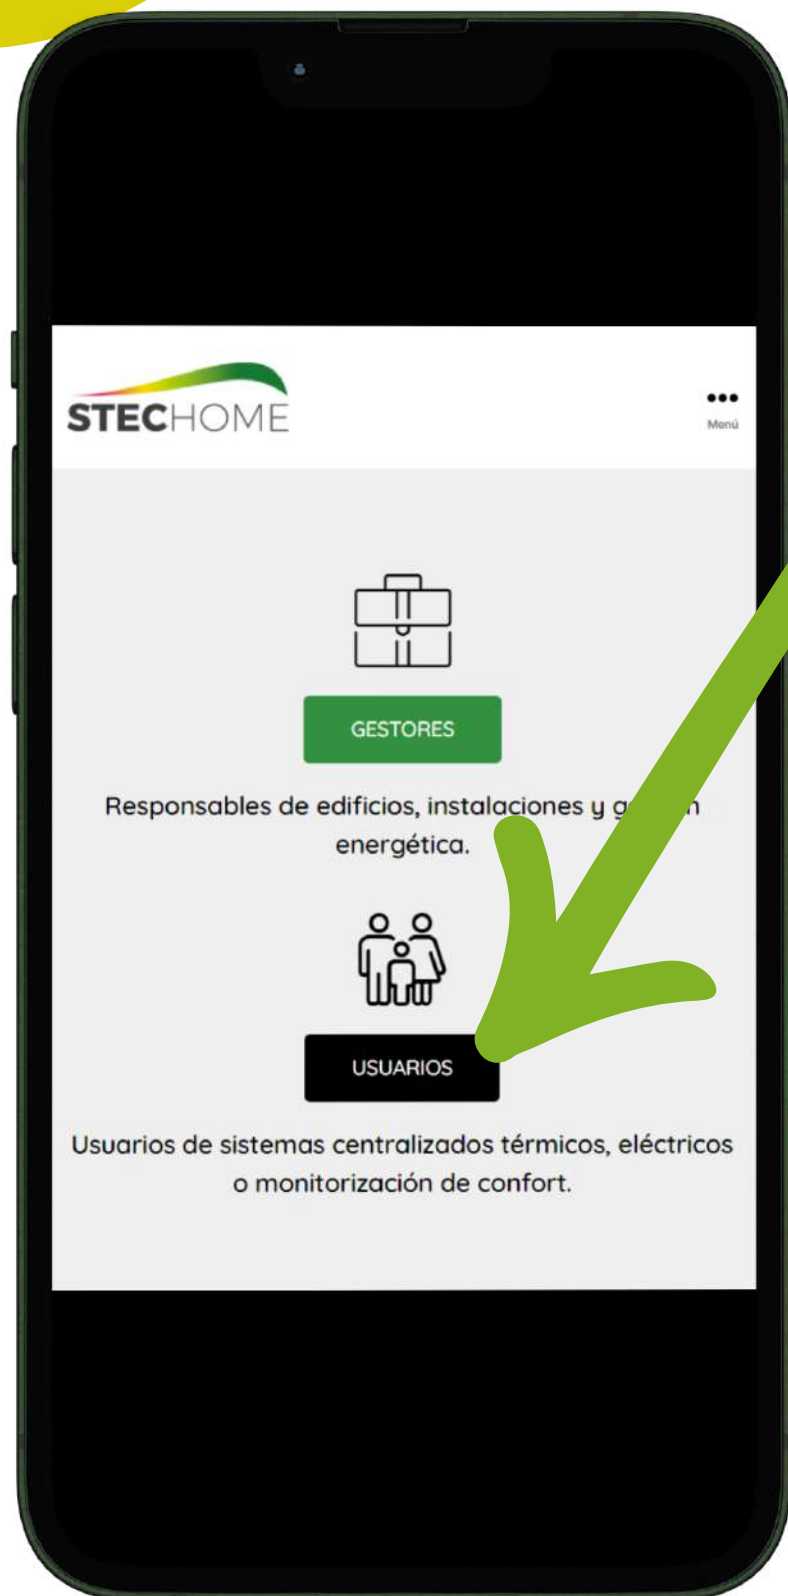 STECHOME
Menú
GESTORES
Responsables de edificios, instalaciones y
energética.
USUARIOS
Usuarios de sistemas centralizados térmicos, eléctricos
o monitorización de confort.